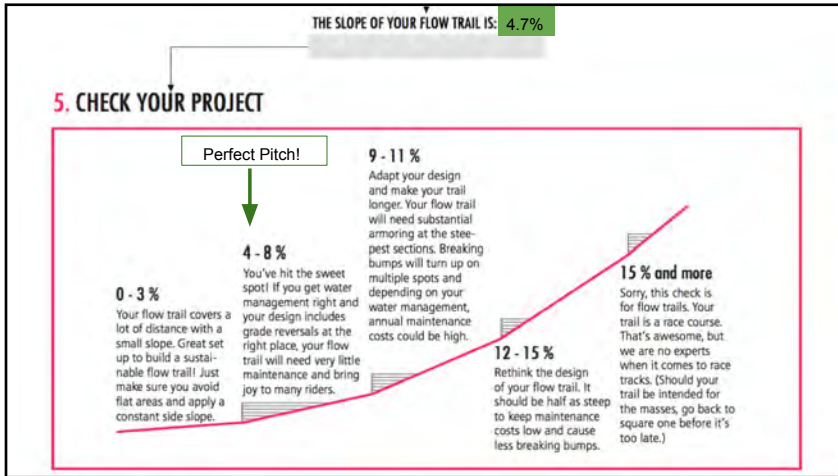 THE SLOPE OF YOUR FLOW TRAIL IS: 4.7%
5. CHECK YOUR PROJECT
Perfect Pitch!
0 - 3 %
Your flow trail covers a
lot of distance with a
small slope. Great set
up to build a sustai-
nable flow trail! Just
make sure you avoid
flat areas and apply a
constant side slope.
4 - 8 %
You've hit the sweet
spot! If you get water
management right and
your design includes
grade reversals at the
right place, your flow
trail will need very little
maintenance and bring
joy to many riders.
9 - 11 %
Adapt your design
and make your trail
longer. Your flow trail
will need substantial
armoring at the stee-
pest sections. Breaking
bumps will turn up on
multiple spots and
depending on your
water management,
annual maintenance
costs could be high.
12 - 15 %
Rethink the design
of your flow trail. It
should be half as steep
to keep maintenance
costs low and cause
less breaking bumps.
15 % and more
Sorry, this check is
for flow trails. Your
trail is a race course.
That's awesome, but
we are no experts
when it comes to race
tracks. (Should your
trail be intended for
the masses, go back to
square one before it's
too late.)